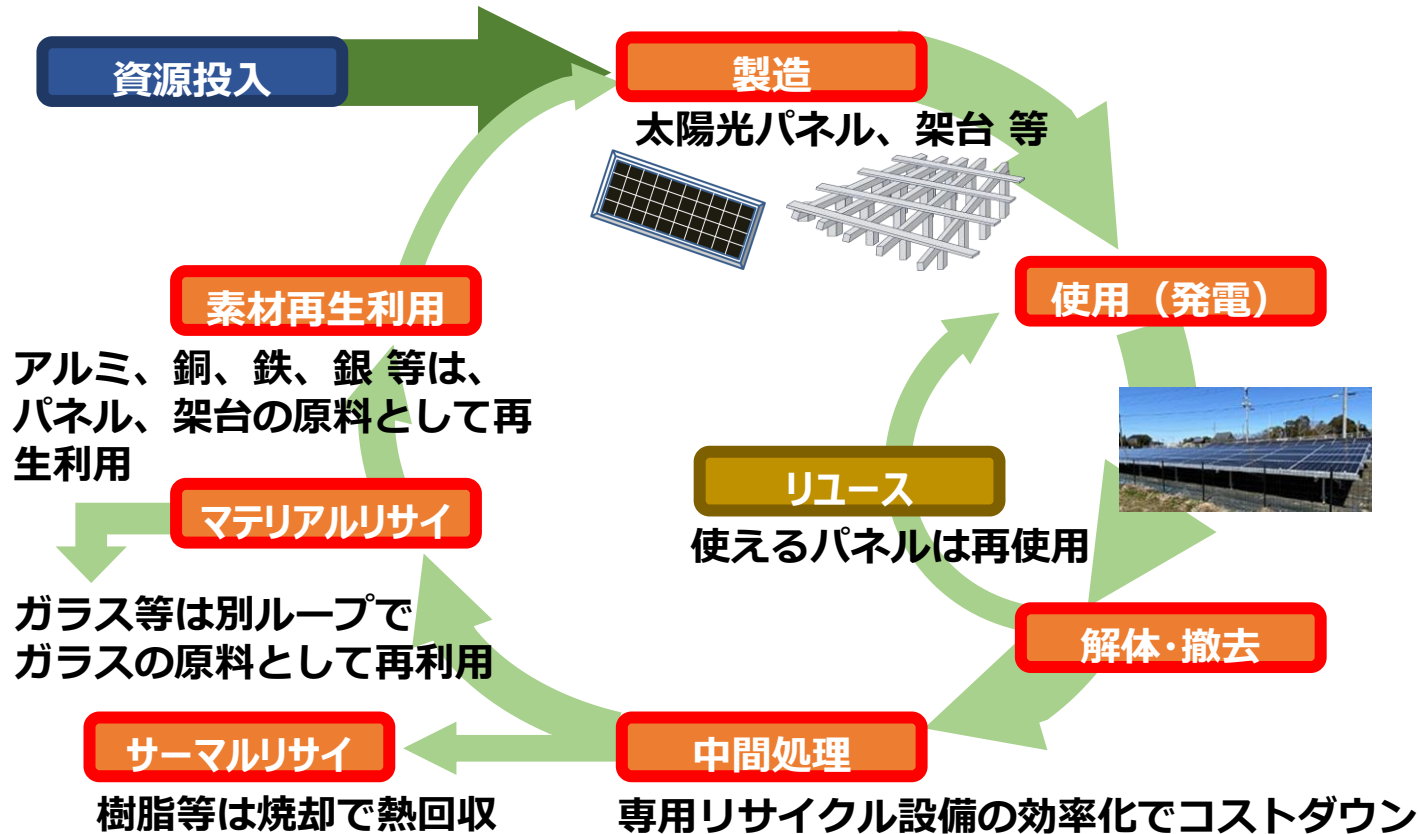 資源投入
製造
太陽光パネル、架台 等
使用（発電）
素材再生利用
アルミ、銅、鉄、銀 等は、
パネル、架台の原料として再
生利用
リユース
使えるパネルは再使用
マテリアルリサイ
ガラス等は別ループで
ガラスの原料として再利用
解体・撤去
サーマルリサイ
樹脂等は焼却で熱回収
中間処理
専用リサイクル設備の効率化でコストダウン